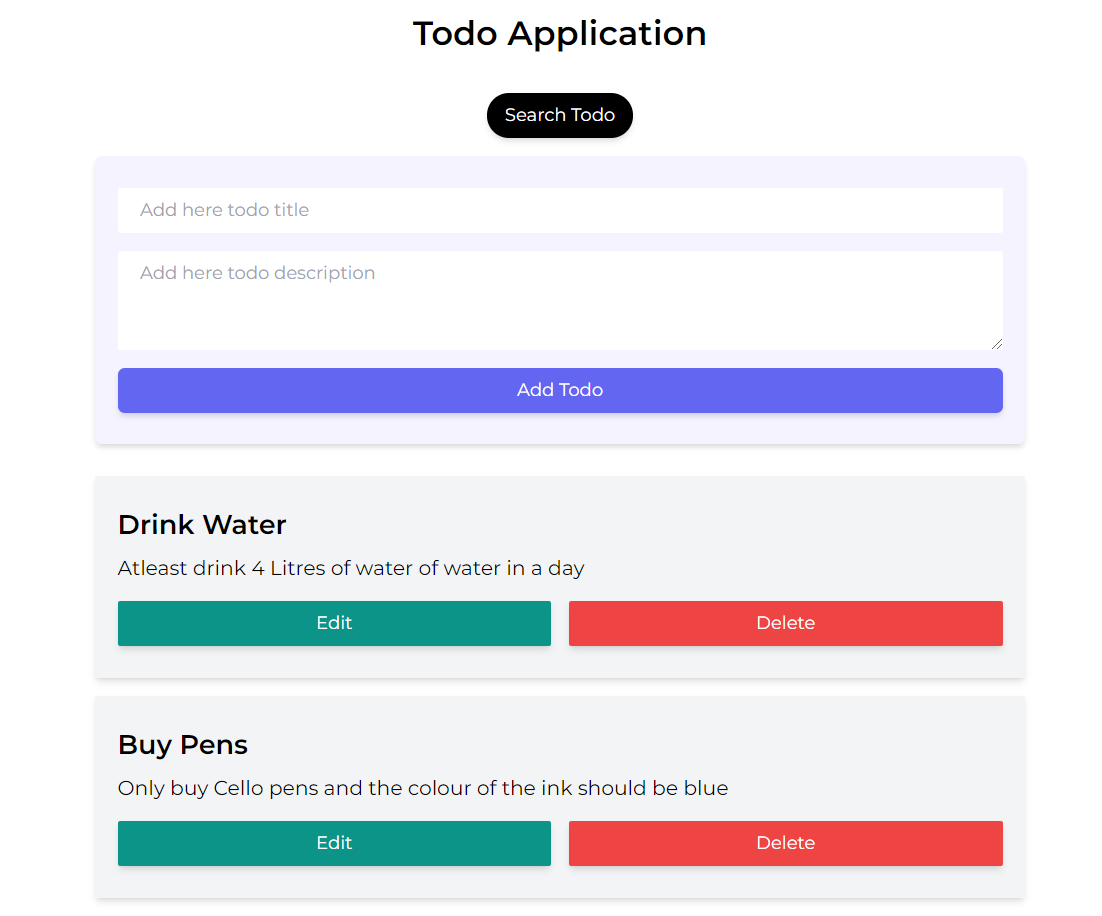 Todo Application
Search Todo
Add here todo title
Add here todo description
Add Todo
Drink Water
Atleast drink 4 Litres of water of water in a day
Edit Delete
Buy Pens
Only buy Cello pens and the colour of the ink should be blue
Edit Delete